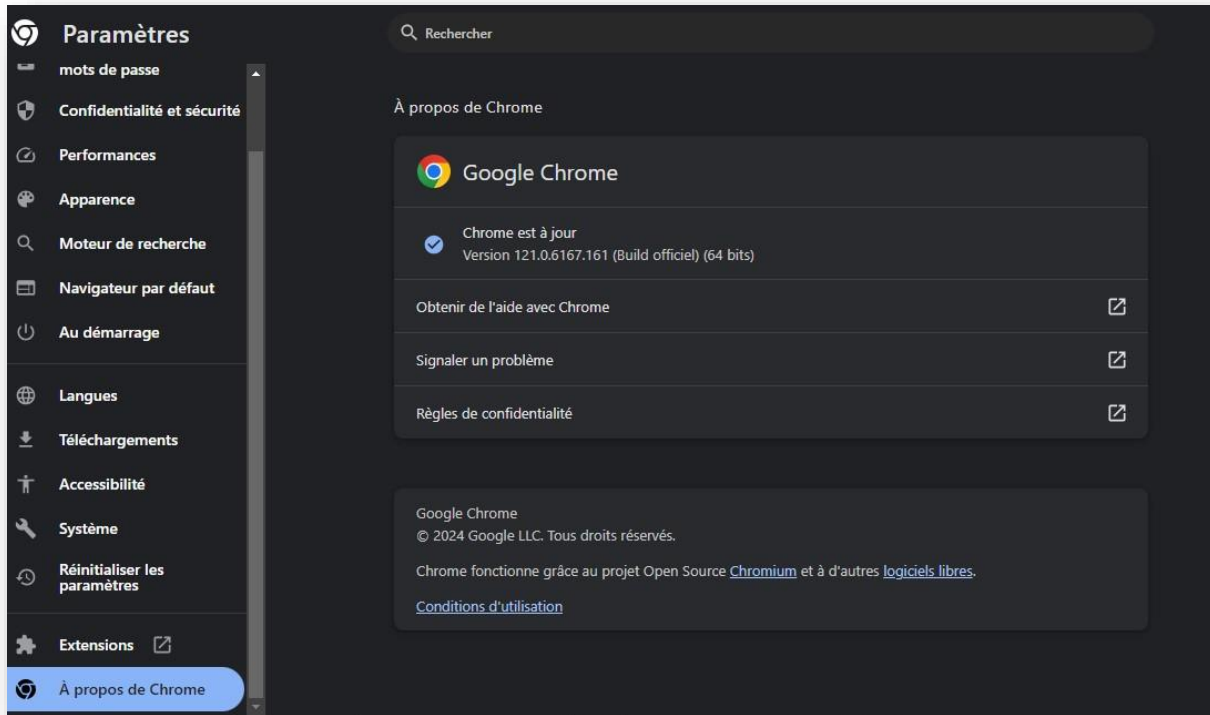 Paramètres
mots de passe
Confidentialité et sécurité
Performances
Apparence
Moteur de recherche
Navigateur par défaut
Au démarrage
Langues
Téléchargements
Accessibilité
Système
Réinitialiser les
paramètres
Extensions
À propos de Chrome
Rechercher
À propos de Chrome
Google Chrome
Chrome est à jour
Version 121.0.6167.161 (Build officiel) (64 bits)
Obtenir de l'aide avec Chrome
Signaler un problème
Règles de confidentialité
Google Chrome
© 2024 Google LLC. Tous droits réservés.
Chrome fonctionne grâce au projet Open Source Chromium et à d'autres logiciels libres.
Conditions d'utilisation